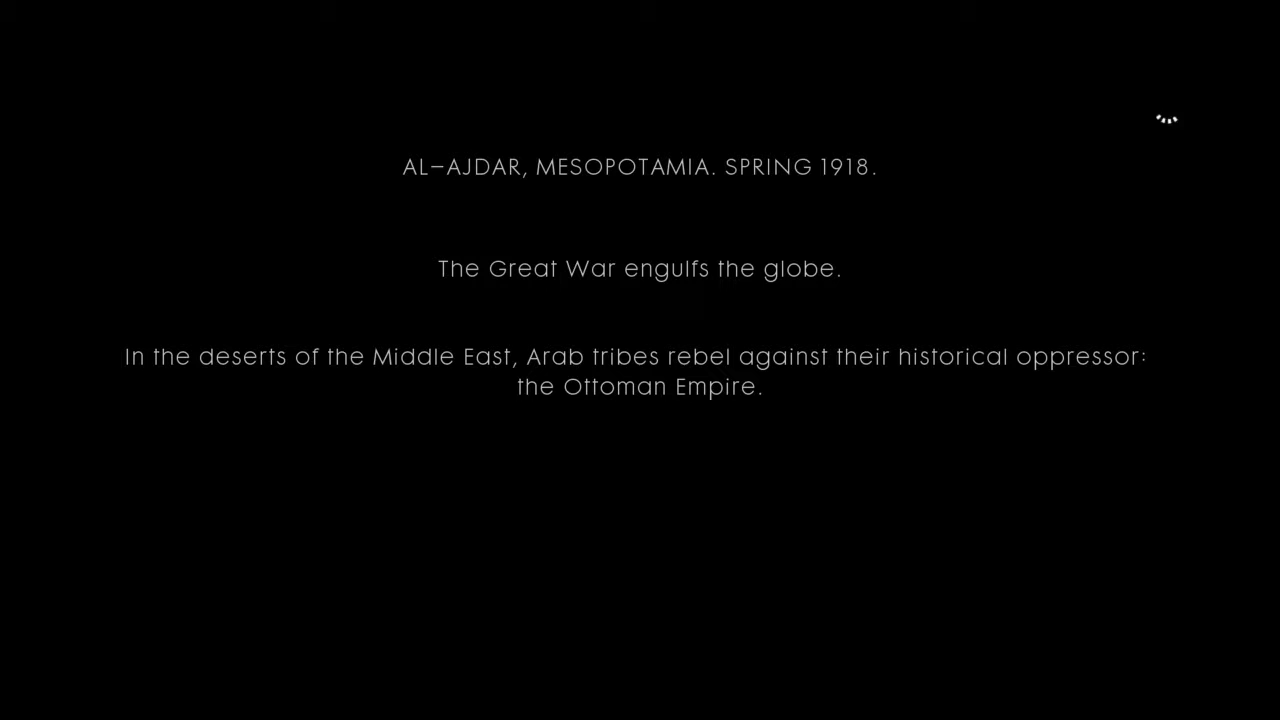 AL-AJDAR, MESOPOTAMIA. SPRING 1918.
The Great War engulfs the globe.
In the deserts of the Middle East, Arab tribes rebel against their historical oppressor:
the Ottoman Empire.